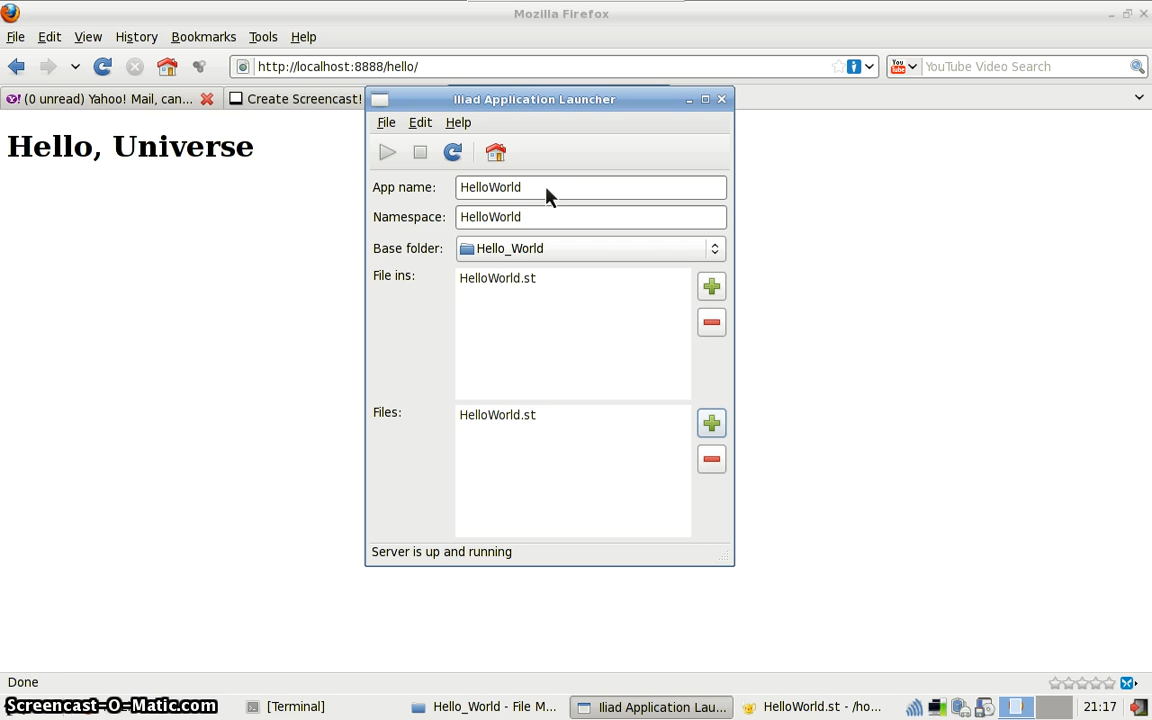 Mozilla Firefox
File Edit View History Bookmarks Tools Help
http://localhost:8888/hello/
You Tube
YouTube Video Search
(0 unread) Yahoo! Mail, can...
Create Screencast!
Hello, Universe
Iliad Application Launcher
File Edit Help
App name: HelloWorld
Namespace: HelloWorld
Base folder: Hello_World
File ins: HelloWorld.st
Files: HelloWorld.st
Server is up and running
Done
Screencast-O-Matic.com
[Terminal]
Hello_World - File M...
Iliad Application Lau...
HelloWorld.st - /ho...
21:17